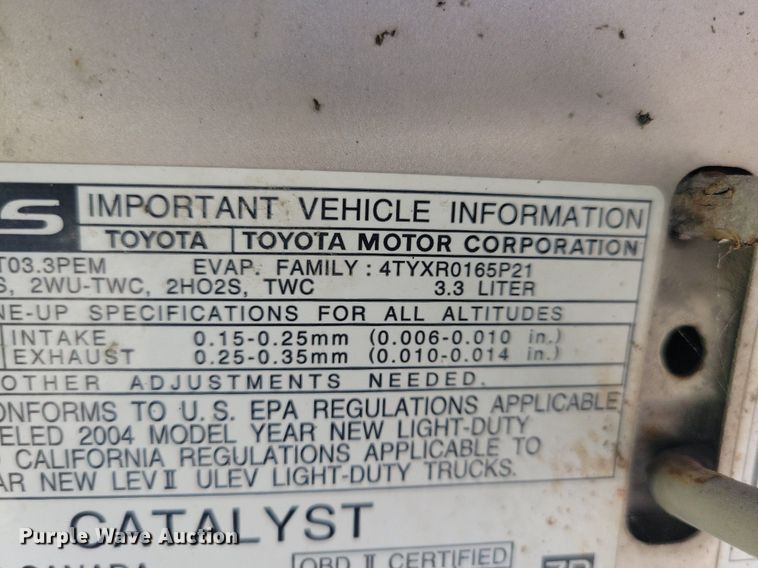 S IMPORTANT VEHICLE INFORMATION
TOYOTA TOYOTA MOTOR CORPORATION
T03.3PEM EVAP. FAMILY: 4TYXR0165P21
S, 2WU-TWC, 2HO2S, TWC 3.3 LITER
NE-UP SPECIFICATIONS FOR ALL ALTITUDES
INTAKE 0.15-0.25mm (0.006-0.010 in.)
EXHAUST 0.25-0.35mm (0.010-0.014 in.)
OTHER ADJUSTMENTS NEEDED.
ONFORMS TO U.S. EPA REGULATIONS APPLICABLE
ELED 2004 MODEL YEAR NEW LIGHT-DUTY
CALIFORNIA REGULATIONS APPLICABLE TO
AR NEW LEV II ULEV LIGHT-DUTY TRUCKS.
CATALYST
OBD II CERTIFIED
CANADA
Purple Wave Auction